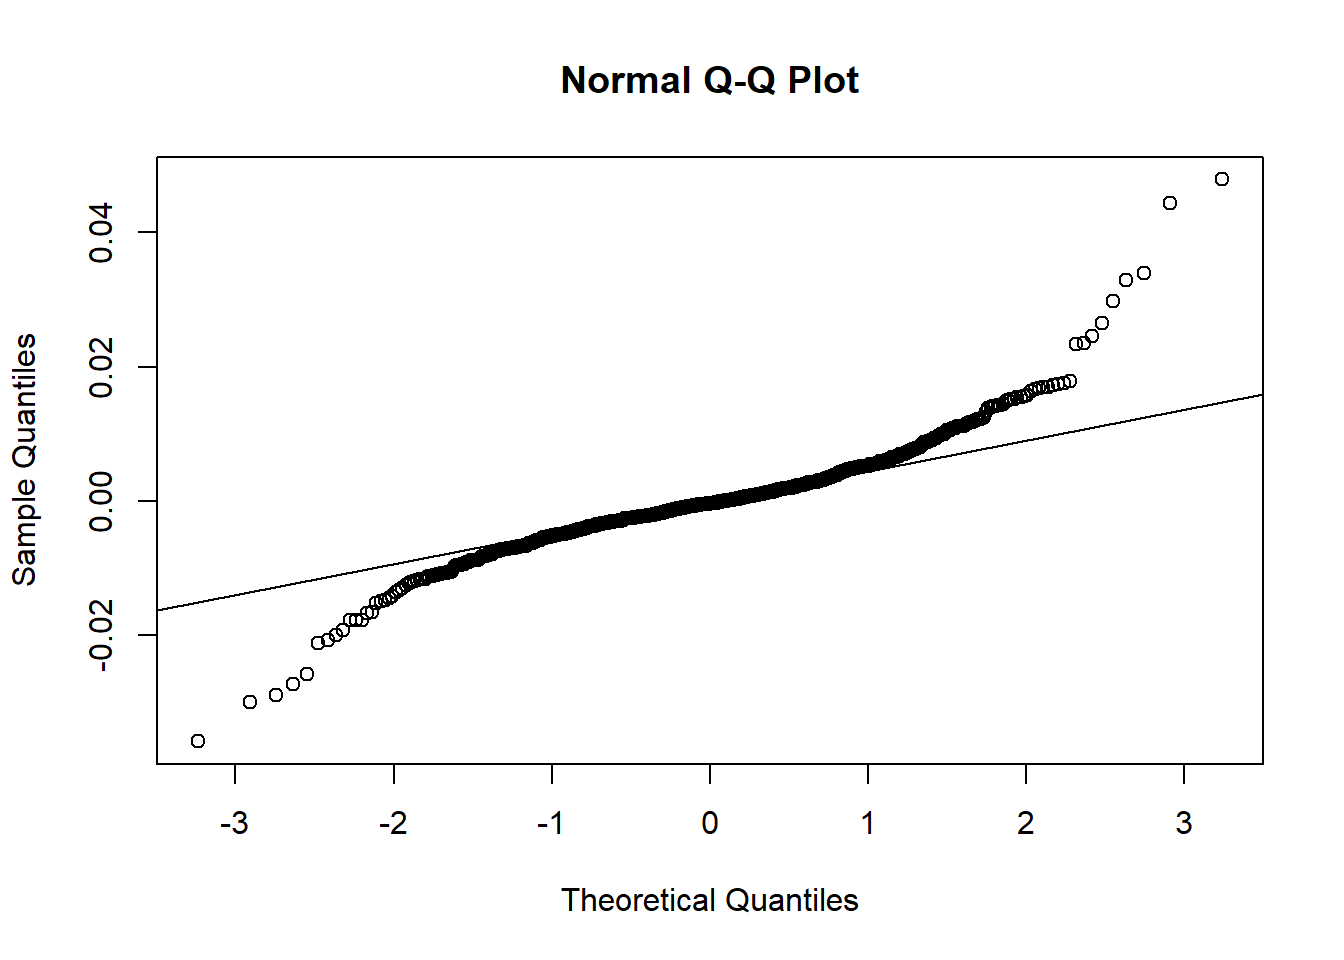 Normal Q-Q Plot
Sample Quantiles
0.04
0.02
0.00
-0.02
-3 -2 -1 0 1 2 3
Theoretical Quantiles